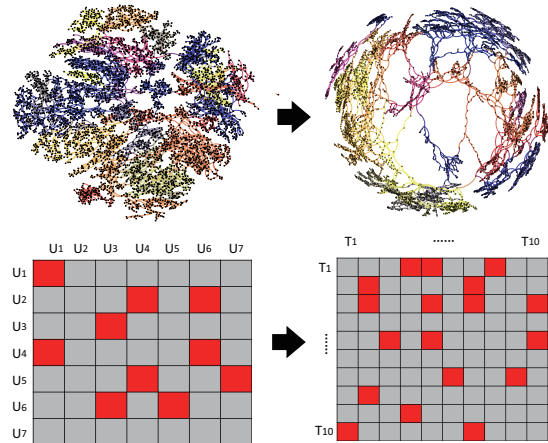 U1 U2 U3 U4 U5 U6 U7
U1
U2
U3
U4
U5
U6
U7
T1 ...... T10
T1
......
T10